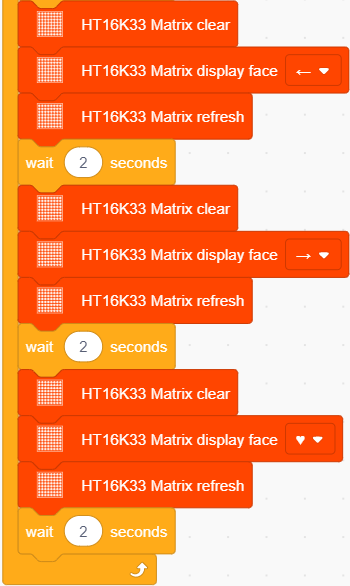 HT16K33 Matrix clear
HT16K33 Matrix display face ←
HT16K33 Matrix refresh
wait 2 seconds
HT16K33 Matrix clear
HT16K33 Matrix display face →
HT16K33 Matrix refresh
wait 2 seconds
HT16K33 Matrix clear
HT16K33 Matrix display face ♥
HT16K33 Matrix refresh
wait 2 seconds